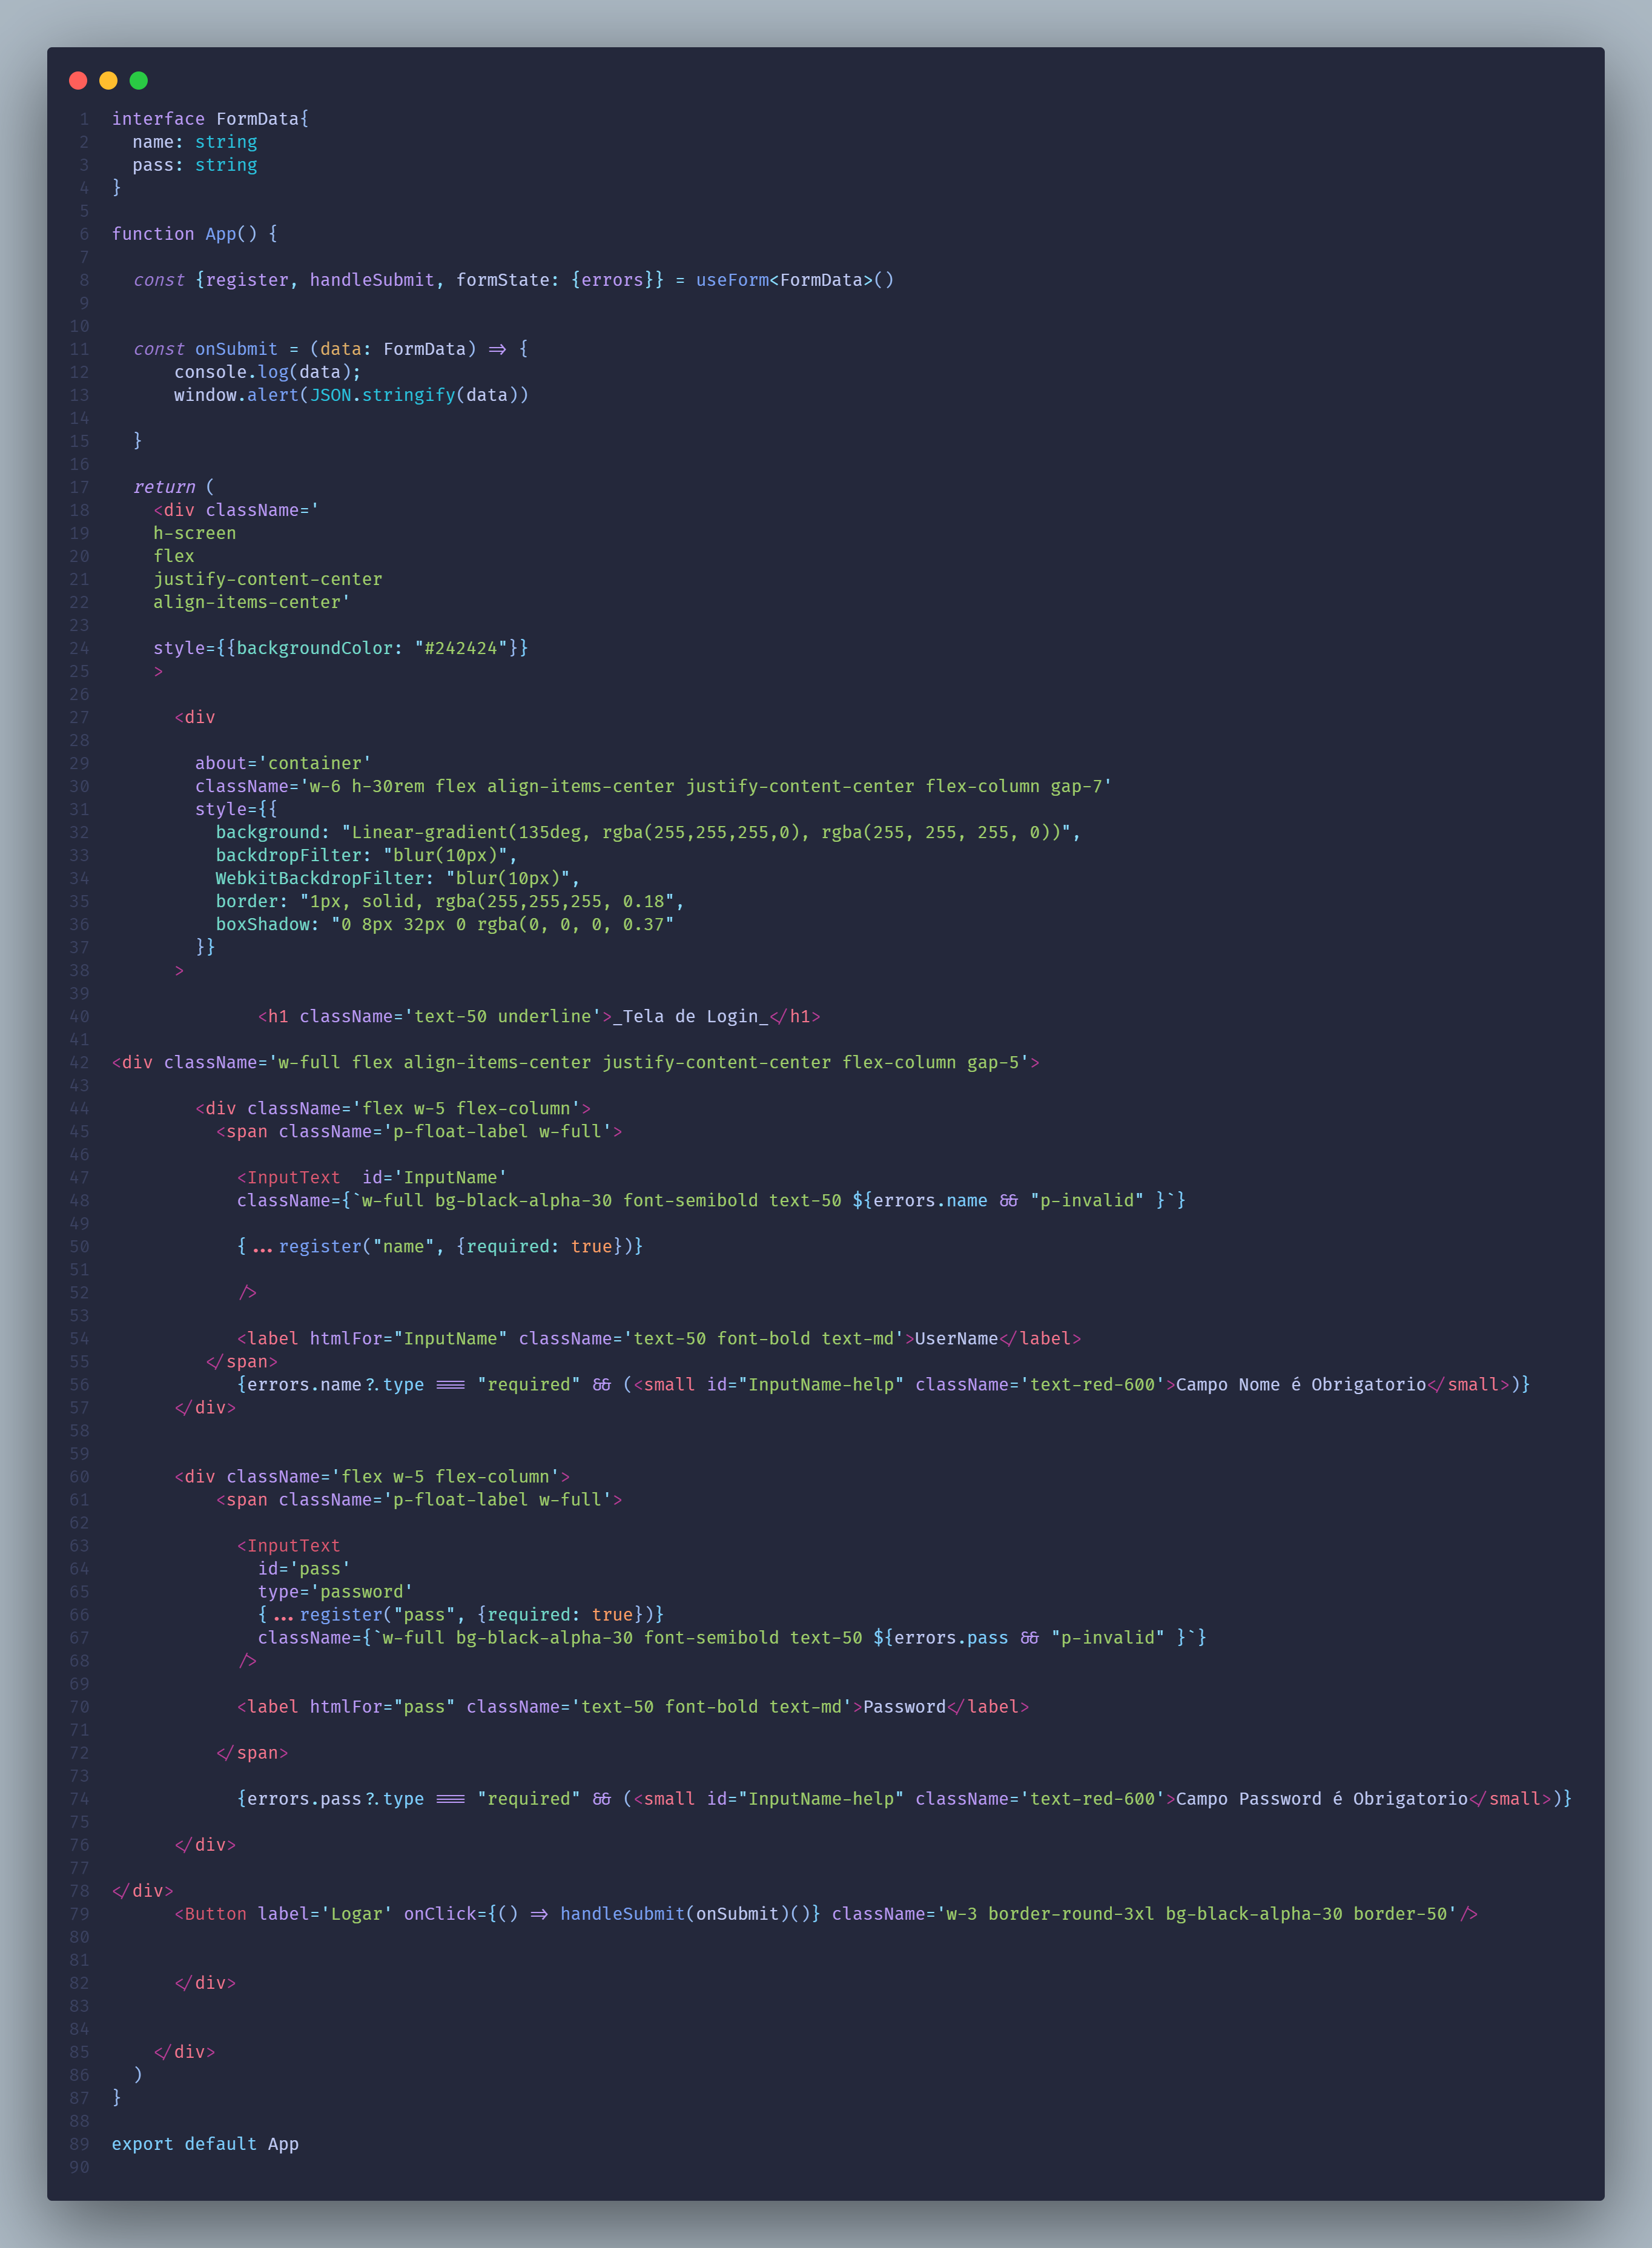 1 interface FormData{
2   name: string
3   pass: string
4 }
5
6 function App() {
7
8   const {register, handleSubmit, formState: {errors}} = useForm<FormData>()
9
10
11   const onSubmit = (data: FormData) => {
12       console.log(data);
13       window.alert(JSON.stringify(data))
14
15   }
16
17   return (
18     <div className='
19     h-screen
20     flex
21     justify-content-center
22     align-items-center'
23
24     style={{backgroundColor: "#242424"}}
25     >
26
27       <div
28
29         about='container'
30         className='w-6 h-30rem flex align-items-center justify-content-center flex-column gap-7'
31         style={{
32           background: "Linear-gradient(135deg, rgba(255,255,255,0), rgba(255, 255, 255, 0))",
33           backdropFilter: "blur(10px)",
34           WebkitBackdropFilter: "blur(10px)",
35           border: "1px, solid, rgba(255,255,255, 0.18",
36           boxShadow: "0 8px 32px 0 rgba(0, 0, 0, 0.37"
37         }}
38       >
39
40               <h1 className='text-50 underline'>_Tela de Login_</h1>
41
42 <div className='w-full flex align-items-center justify-content-center flex-column gap-5'>
43
44         <div className='flex w-5 flex-column'>
45           <span className='p-float-label w-full'>
46
47             <InputText  id='InputName'
48             className={`w-full bg-black-alpha-30 font-semibold text-50 ${errors.name && "p-invalid" }`}
49
50             {...register("name", {required: true})}
51
52             />
53
54             <label htmlFor="InputName" className='text-50 font-bold text-md'>UserName</label>
55          </span>
56             {errors.name?.type === "required" && (<small id="InputName-help" className='text-red-600'>Campo Nome é Obrigatorio</small>)}
57       </div>
58
59
60       <div className='flex w-5 flex-column'>
61           <span className='p-float-label w-full'>
62
63             <InputText
64               id='pass'
65               type='password'
66               {...register("pass", {required: true})}
67               className={`w-full bg-black-alpha-30 font-semibold text-50 ${errors.pass && "p-invalid" }`}
68             />
69
70             <label htmlFor="pass" className='text-50 font-bold text-md'>Password</label>
71
72           </span>
73
74             {errors.pass?.type === "required" && (<small id="InputName-help" className='text-red-600'>Campo Password é Obrigatorio</small>)}
75
76       </div>
77
78 </div>
79       <Button label='Logar' onClick={() => handleSubmit(onSubmit)()} className='w-3 border-round-3xl bg-black-alpha-30 border-50'/>
80
81
82       </div>
83
84
85     </div>
86   )
87 }
88
89 export default App
90